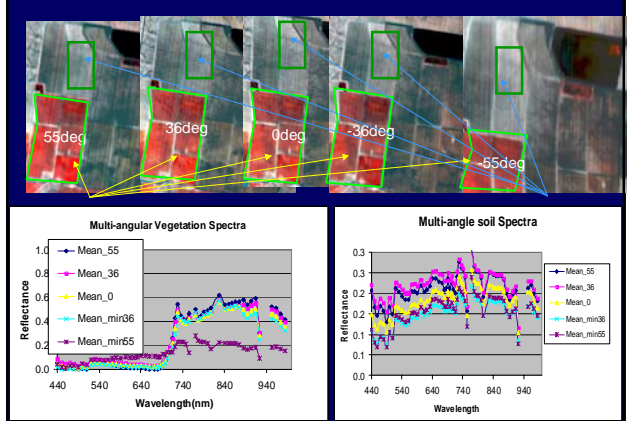 55deg
36deg
0deg
-36deg
-55deg
Multi-angular Vegetation Spectra
Reflectance
1.0
0.8
0.6
0.4
0.2
0.0
Mean_55
Mean_36
Mean_0
Mean_min36
Mean_min55
440 540 640 740 840 940
Wavelength(nm)
Multi-angle soil Spectra
Reflectance
0.3
0.3
0.2
0.2
0.1
0.1
0.0
Mean_55
Mean_36
Mean_0
Mean_min36
Mean_min55
440 540 640 740 840 940
Wavelength